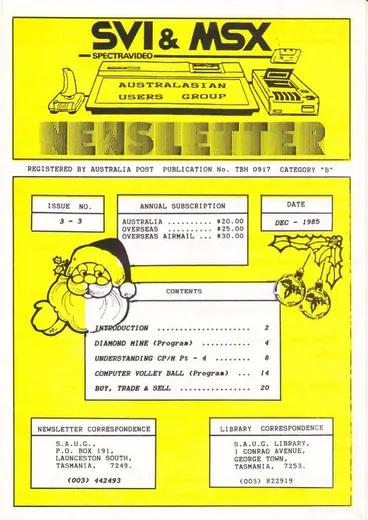 SVI & MSX
SPECTRAVIDEO
AUSTRALASIAN
USERS GROUP
NEWSLETTER
REGISTERED BY AUSTRALIA POST PUBLICATION No. TBH 0917 CATEGORY "B"
ISSUE NO.
3 - 3
ANNUAL SUBSCRIPTION
AUSTRALIA .......... $20.00
OVERSEAS .......... $25.00
OVERSEAS AIRMAIL ... $30.00
DATE
DEC - 1985
CONTENTS
INTRODUCTION .................. 2
DIAMOND MINE (Program) ......... 4
UNDERSTANDING CP/M Pt - 4 ....... 8
COMPUTER VOLLEY BALL (Program) ... 14
BUY, TRADE & SELL ............... 20
NEWSLETTER CORRESPONDENCE
S.A.U.G.,
P.O. BOX 191,
LAUNCESTON SOUTH,
TASMANIA, 7249.
(003) 442493
LIBRARY CORRESPONDENCE
S.A.U.G. LIBRARY,
1 CONRAD AVENUE,
GEORGE TOWN,
TASMANIA, 7253.
(003) 822919